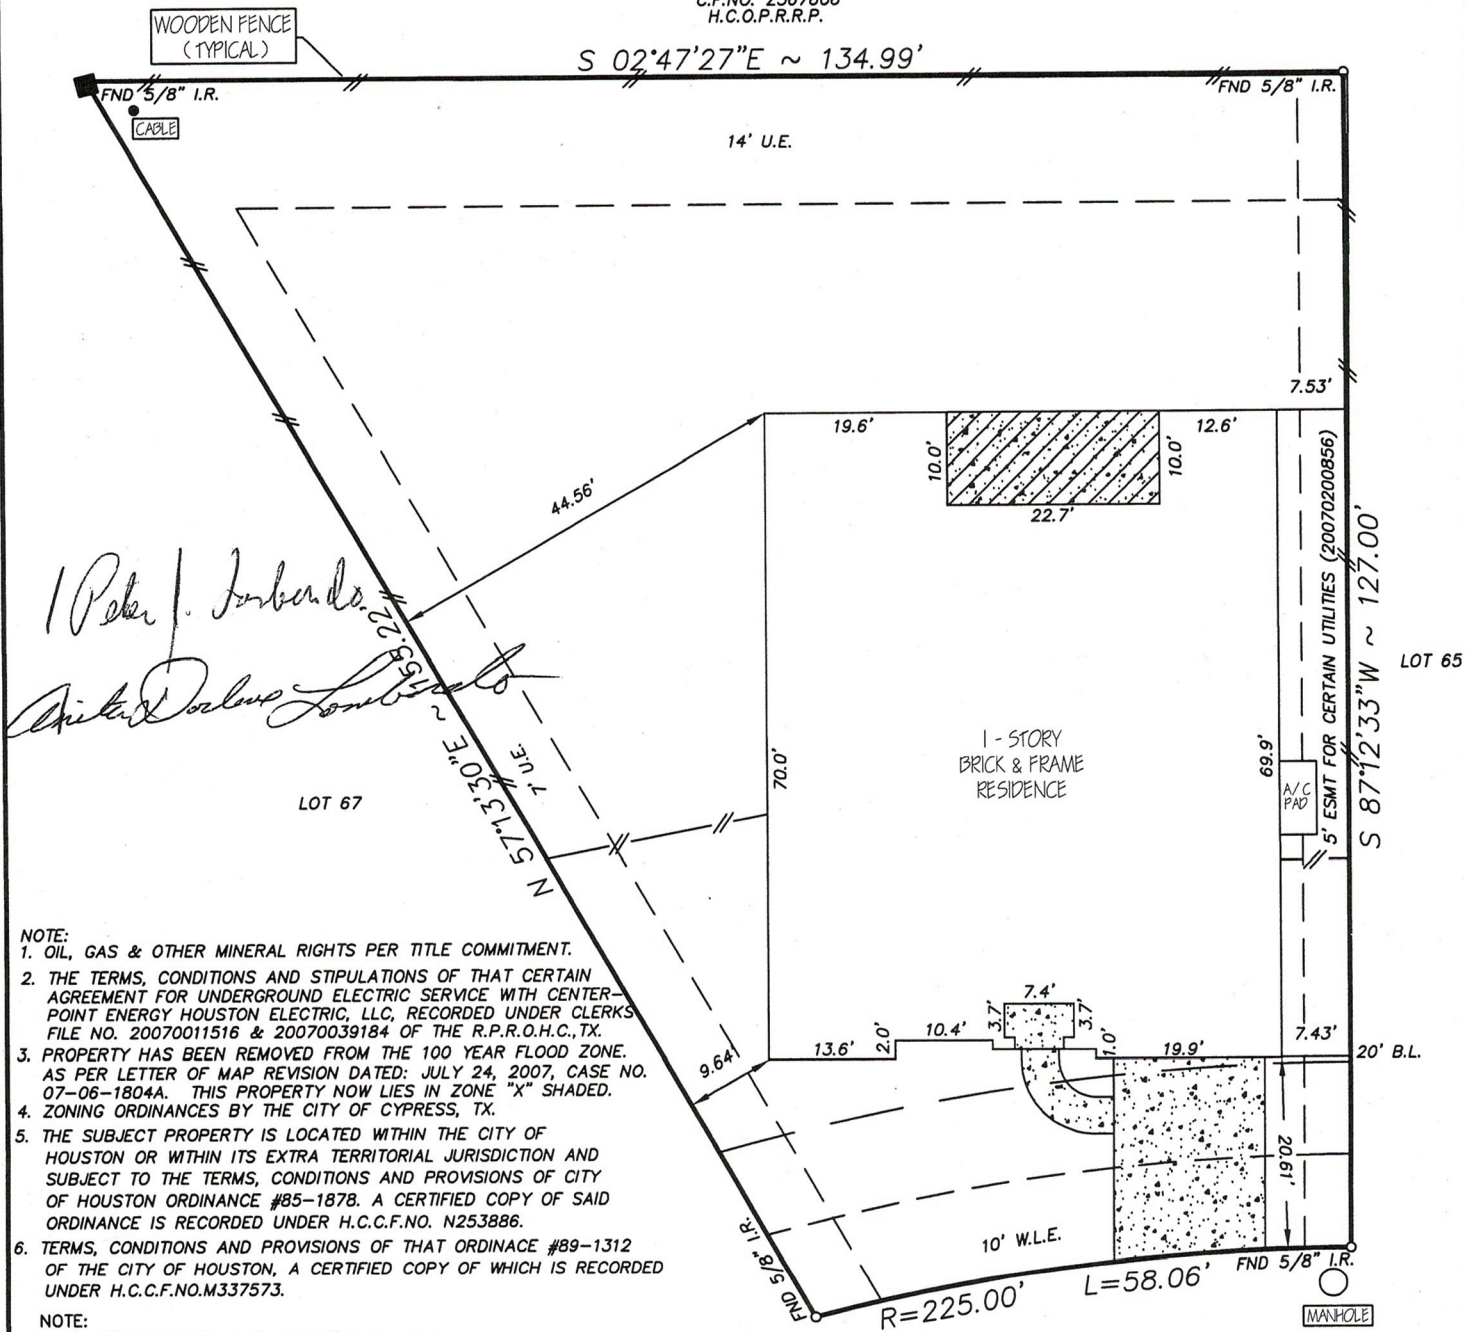 C.F.NO. 2507808
H.C.O.P.R.R.P.
WOODEN FENCE
(TYPICAL)
S 02°47'27"E ~ 134.99'
FND 5/8" I.R.
FND 5/8" I.R.
CABLE
14' U.E.
7.53'
19.6'
12.6'
10.0'
10.0'
22.7'
44.56'
5' ESMT FOR CERTAIN UTILITIES (20070200856)
S 87°12'33"W ~ 127.00'
LOT 65
N 57°13'30"E ~ 155.22'
7' U.E.
70.0'
1 - STORY
BRICK & FRAME
RESIDENCE
69.9'
A/C
PAD
LOT 67
NOTE:
1. OIL, GAS & OTHER MINERAL RIGHTS PER TITLE COMMITMENT.
2. THE TERMS, CONDITIONS AND STIPULATIONS OF THAT CERTAIN
AGREEMENT FOR UNDERGROUND ELECTRIC SERVICE WITH CENTER-
POINT ENERGY HOUSTON ELECTRIC, LLC, RECORDED UNDER CLERKS
FILE NO. 20070011516 & 20070039184 OF THE R.P.R.O.H.C.,TX.
3. PROPERTY HAS BEEN REMOVED FROM THE 100 YEAR FLOOD ZONE.
AS PER LETTER OF MAP REVISION DATED: JULY 24, 2007, CASE NO.
07-06-1804A. THIS PROPERTY NOW LIES IN ZONE "X" SHADED.
4. ZONING ORDINANCES BY THE CITY OF CYPRESS, TX.
5. THE SUBJECT PROPERTY IS LOCATED WITHIN THE CITY OF
HOUSTON OR WITHIN ITS EXTRA TERRITORIAL JURISDICTION AND
SUBJECT TO THE TERMS, CONDITIONS AND PROVISIONS OF CITY
OF HOUSTON ORDINANCE #85-1878. A CERTIFIED COPY OF SAID
ORDINANCE IS RECORDED UNDER H.C.C.F.NO. N253886.
6. TERMS, CONDITIONS AND PROVISIONS OF THAT ORDINACE #89-1312
OF THE CITY OF HOUSTON, A CERTIFIED COPY OF WHICH IS RECORDED
UNDER H.C.C.F.NO.M337573.
NOTE:
7.4'
3.7'
3.7'
13.6'
2.0'
10.4'
1.0'
19.9'
7.43'
20' B.L.
9.64'
20.61'
10' W.L.E.
FND 5/8" I.R.
R=225.00'
L=58.06'
FND 5/8" I.R.
MANHOLE